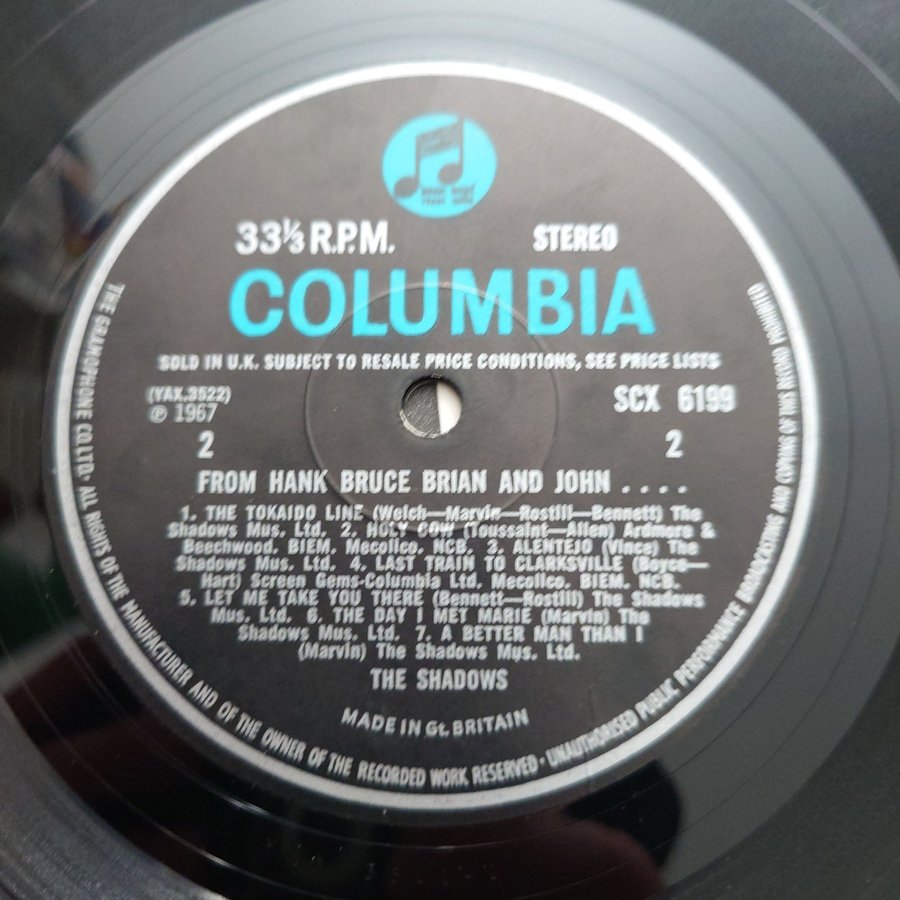 33⅓ R.P.M. STEREO
COLUMBIA
SOLD IN U.K. SUBJECT TO RESALE PRICE CONDITIONS, SEE PRICE LISTS
(YAX.3522) SCX 6199
℗ 1967
2 2
FROM HANK BRUCE BRIAN AND JOHN . . . .
1. THE TOKAIDO LINE (Welch—Marvin—Rostill—Bennett) The
Shadows Mus. Ltd. 2. HOLY COW (Toussaint—Allen) Ardmore &
Beechwood. BIEM. Mecolico. NCB. 3. ALENTEJO (Vince) The
Shadows Mus. Ltd. 4. LAST TRAIN TO CLARKSVILLE (Boyce—
Hart) Screen Gems-Columbia Ltd. Mecolico. BIEM. NCB.
5. LET ME TAKE YOU THERE (Bennett—Rostill) The Shadows
Mus. Ltd. 6. THE DAY I MET MARIE (Marvin) The
Shadows Mus. Ltd. 7. A BETTER MAN THAN I
(Marvin) The Shadows Mus. Ltd.
THE SHADOWS
MADE IN Gt. BRITAIN
THE GRAMOPHONE CO. LTD. · ALL RIGHTS OF THE MANUFACTURER AND OF THE OWNER OF THE RECORDED WORK RESERVED · UNAUTHORISED PUBLIC PERFORMANCE BROADCASTING AND COPYING OF THIS RECORD PROHIBITED